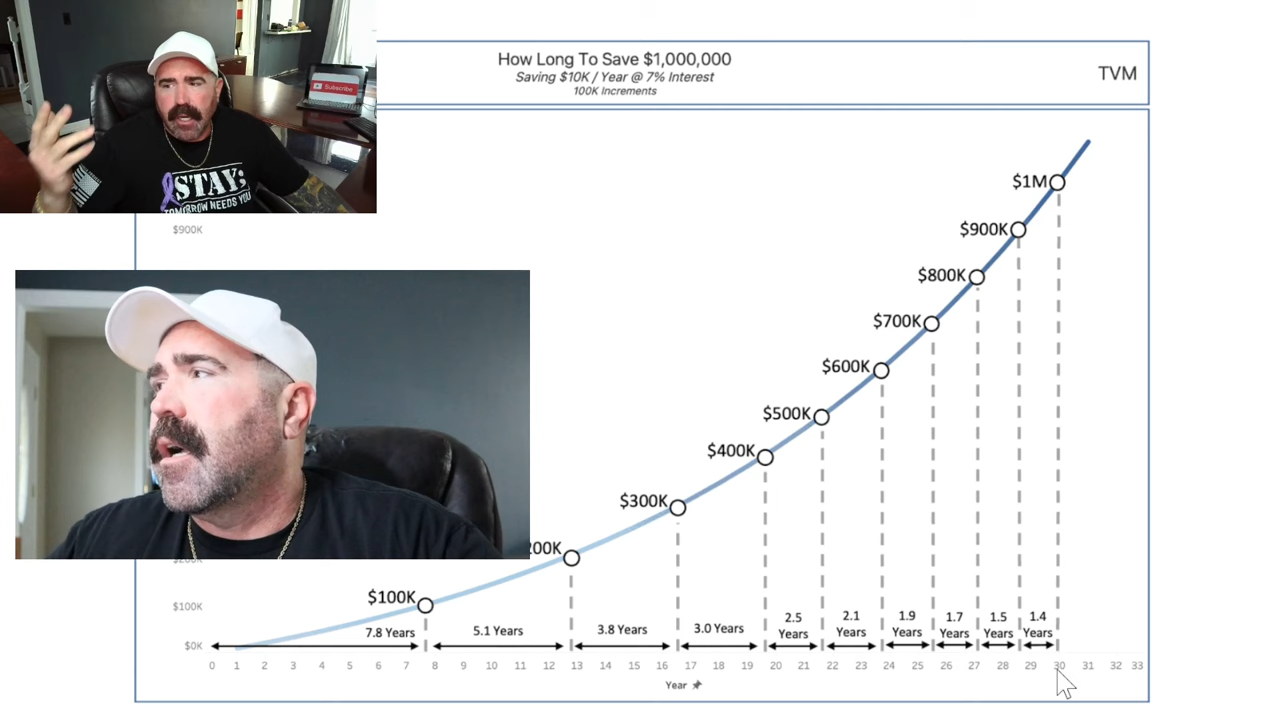 How Long To Save $1,000,000
Saving $10K / Year @ 7% Interest
100K Increments
TVM
Subscribe
STAY;
TOMORROW NEEDS YOU
$1M
$900K
$900K
$800K
$700K
$600K
$500K
$400K
$300K
00K
$100K
$100K
7.8 Years
5.1 Years
3.8 Years
3.0 Years
2.5 Years
2.1 Years
1.9 Years
1.7 Years
1.5 Years
1.4 Years
$0K
0 1 2 3 4 5 6 7 8 9 10 11 12 13 14 15 16 17 18 19 20 21 22 23 24 25 26 27 28 29 30 31 32 33
Year